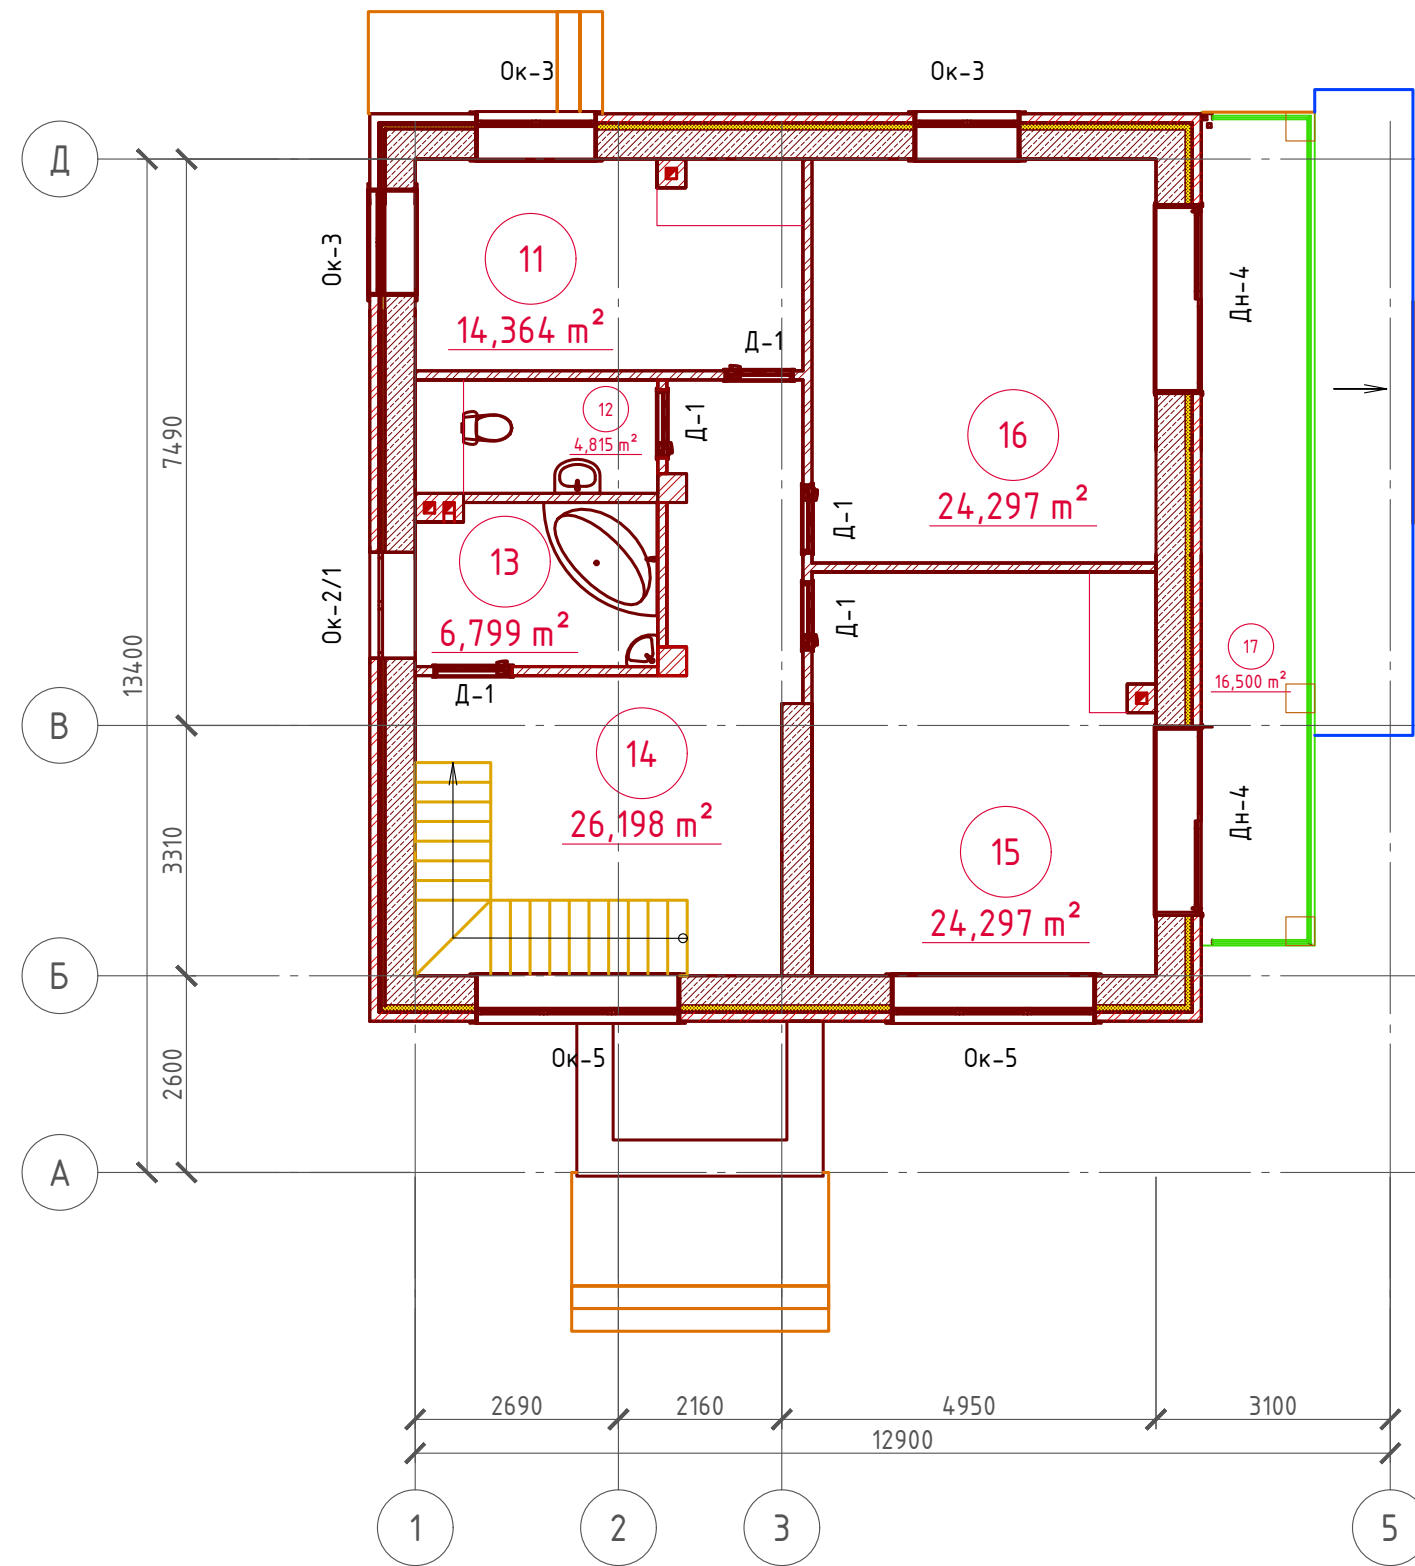 Ок-3
Ок-3
Д
Ок-3
11
14,364 m²
Д-1
Дн-4
12
4,815 m²
Д-1
16
24,297 m²
7490
Д-1
13
6,799 m²
Ок-2/1
Д-1
Д-1
13400
17
16,500 m²
В
14
26,198 m²
Дн-4
15
24,297 m²
3310
Б
Ок-5
Ок-5
2600
А
2690
2160
4950
3100
12900
1
2
3
5